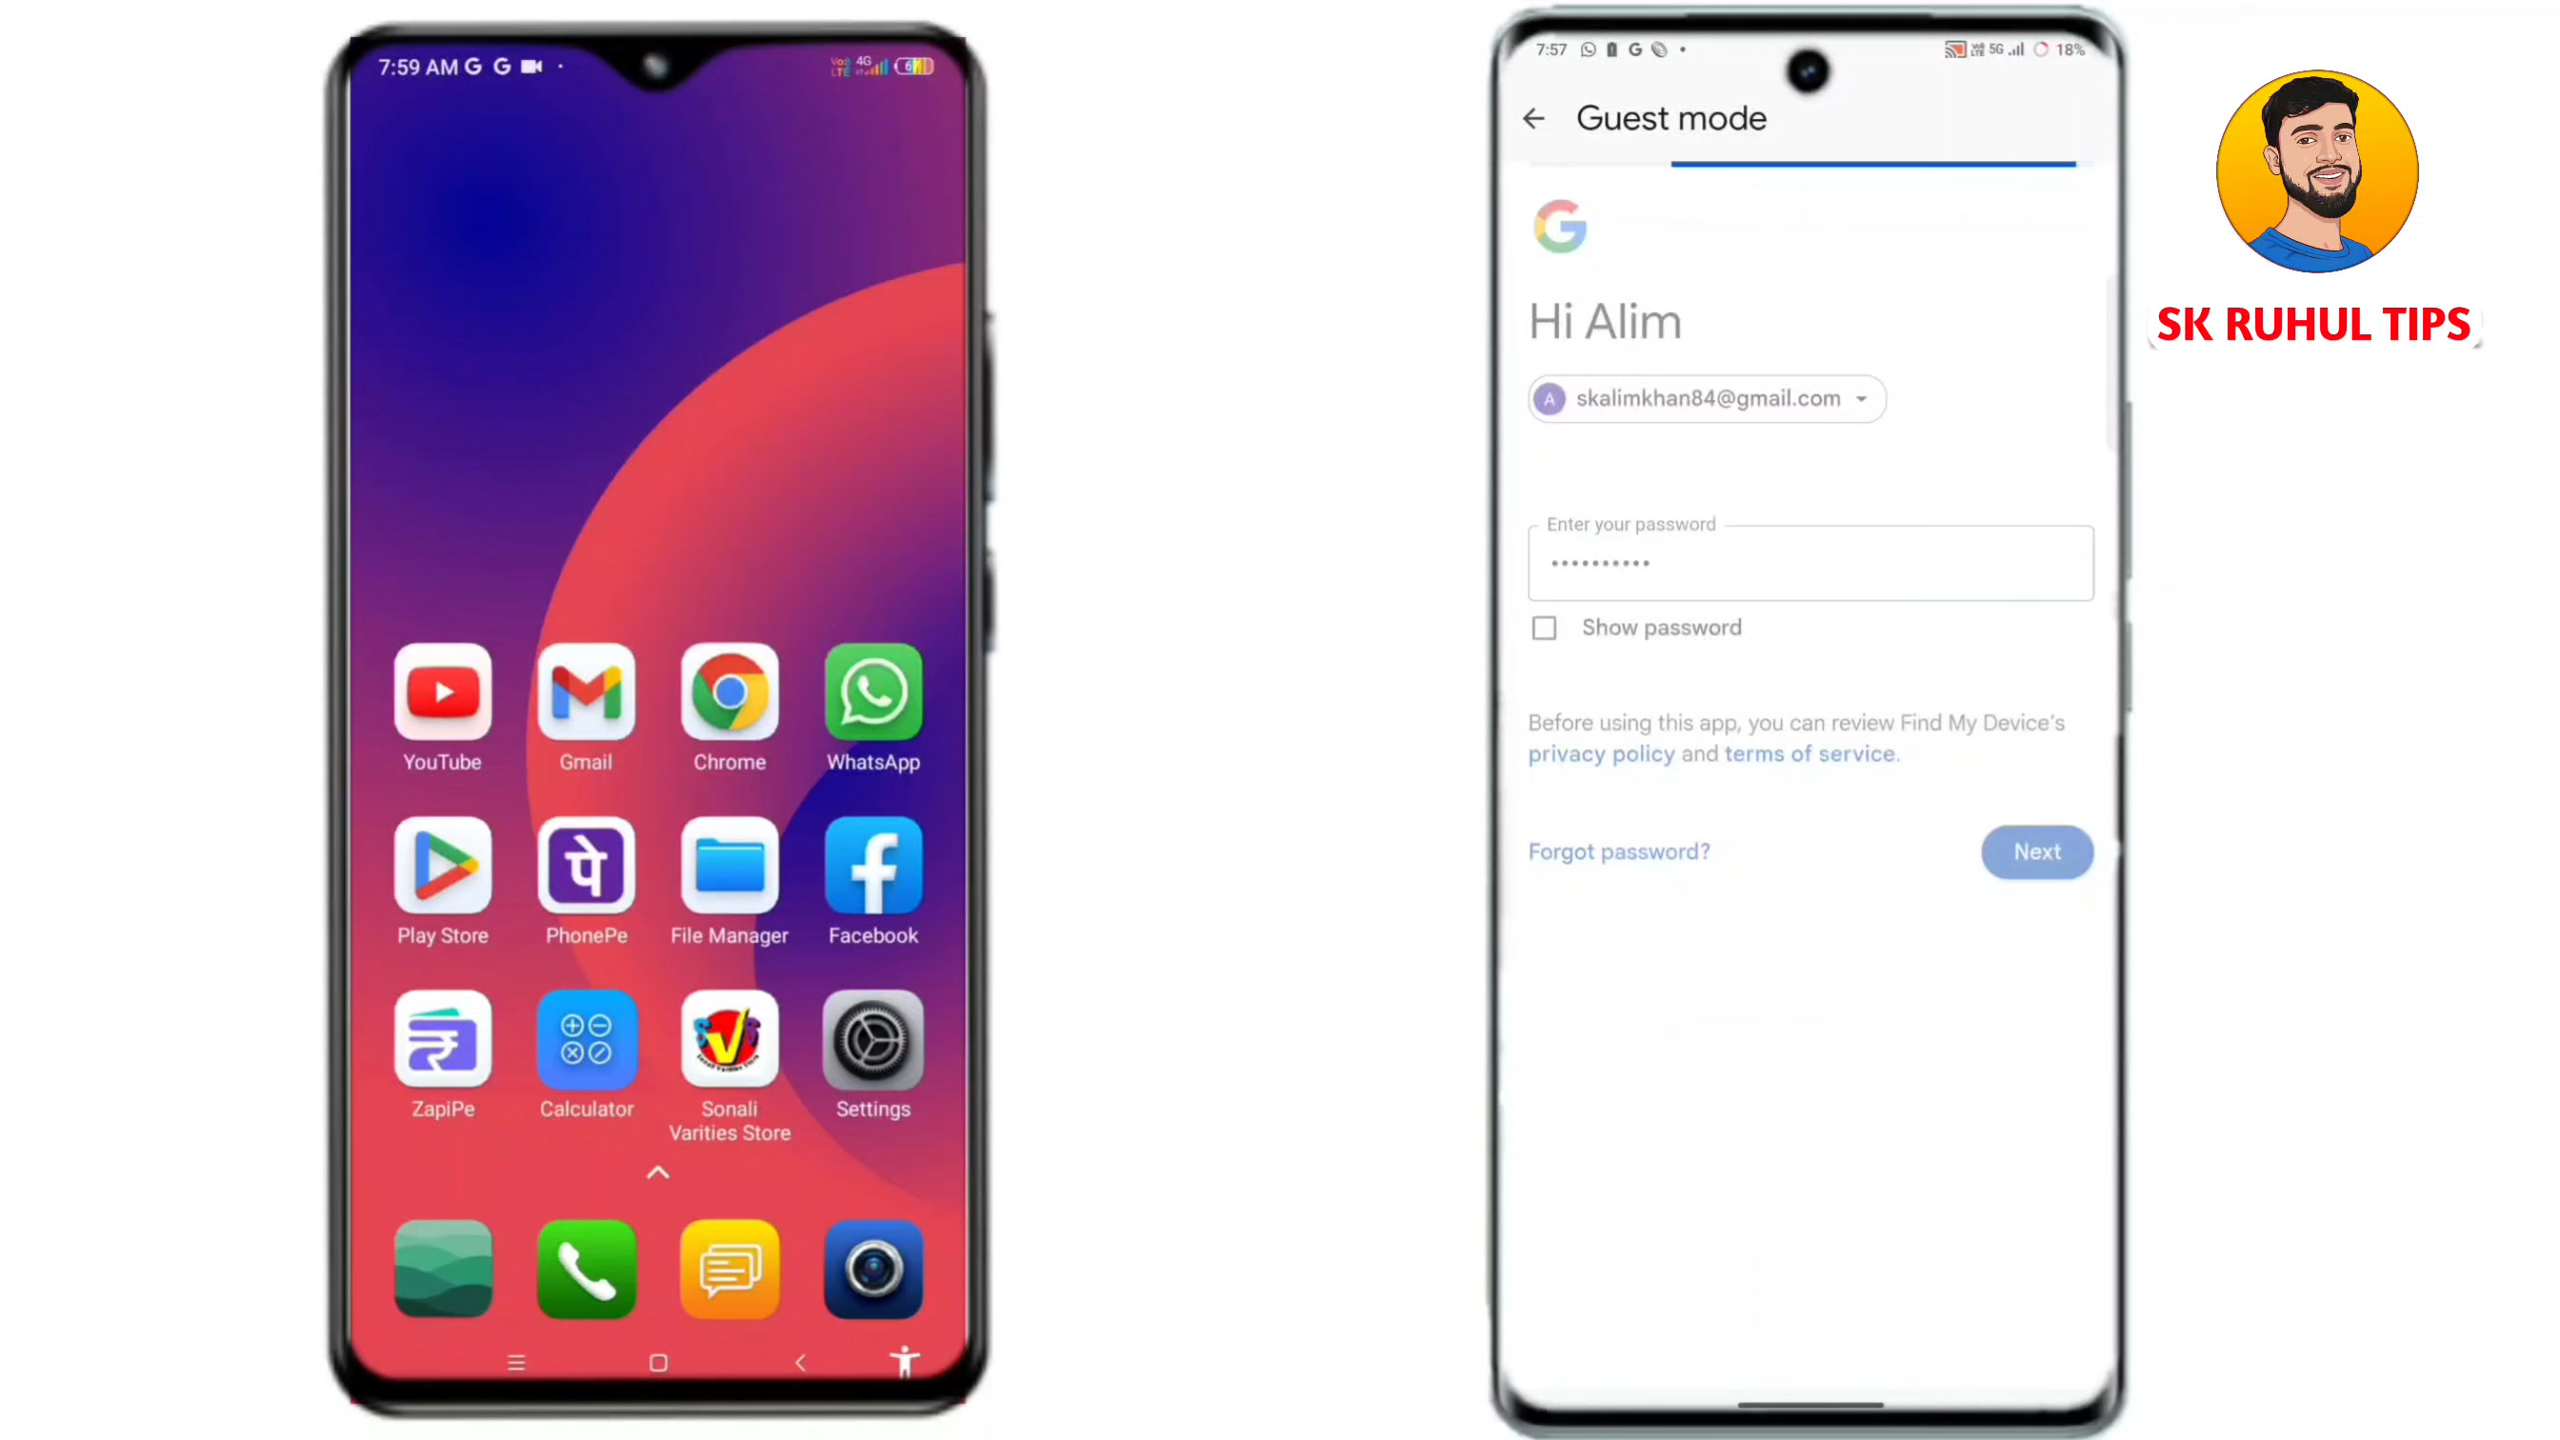 7:59 AM
4G
YouTube
Gmail
Chrome
WhatsApp
Play Store
PhonePe
File Manager
Facebook
ZapiPe
Calculator
Sonali
Varities Store
Settings
7:57
5G
18%
Guest mode
Hi Alim
A
skalimkhan84@gmail.com
Enter your password
••••••••••
Show password
Before using this app, you can review Find My Device's
privacy policy and terms of service.
Forgot password?
Next
SK RUHUL TIPS